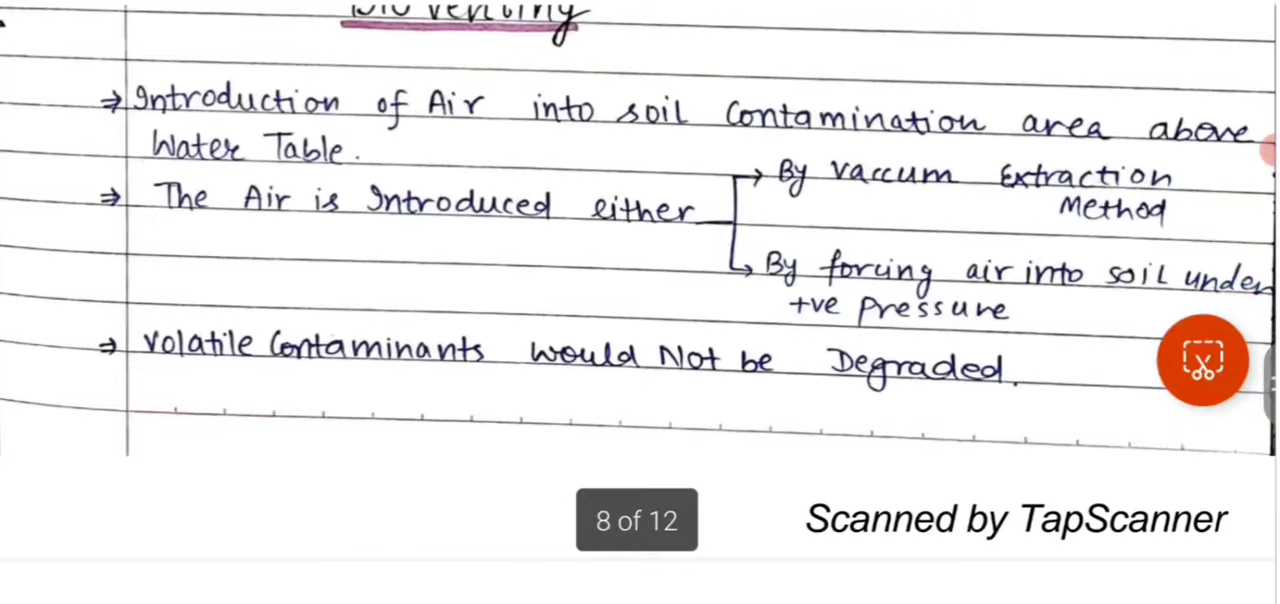 Bio venting
⇒ Introduction of Air into soil Contamination area above
Water Table.
⇒ The Air is Introduced either → By vaccum Extraction
Method
↳ By forcing air into soil under
+ve Pressure
⇒ Volatile Contaminants Would Not be Degraded.
8 of 12
Scanned by TapScanner